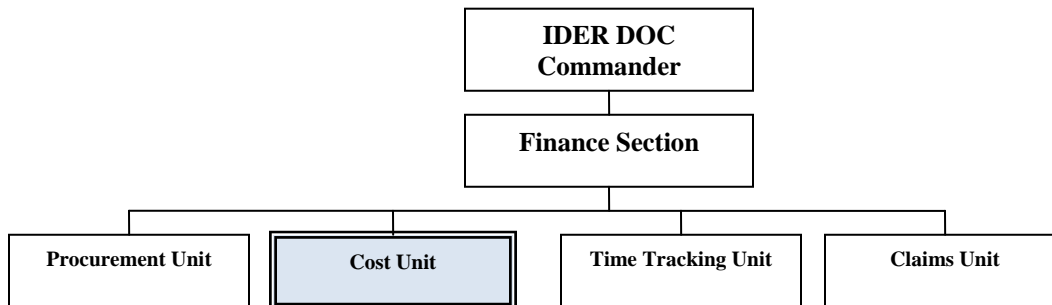 IDER DOC
Commander
Finance Section
Procurement Unit
Cost Unit
Time Tracking Unit
Claims Unit